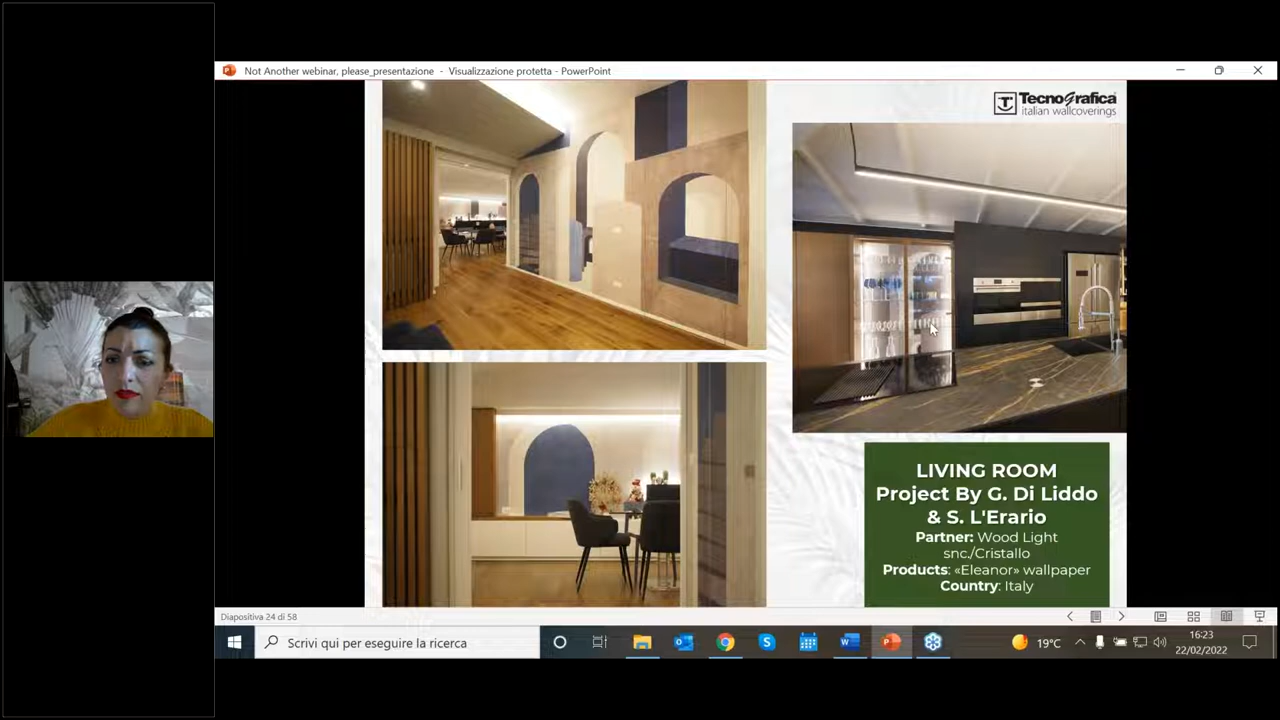 Not Another webinar, please_presentazione - Visualizzazione protetta - PowerPoint
TecnoGrafica
italian wallcoverings
LIVING ROOM
Project By G. Di Liddo
& S. L'Erario
Partner: Wood Light
snc./Cristallo
Products: «Eleanor» wallpaper
Country: Italy
Diapositiva 24 di 58
Scrivi qui per eseguire la ricerca
19°C
16:23
22/02/2022